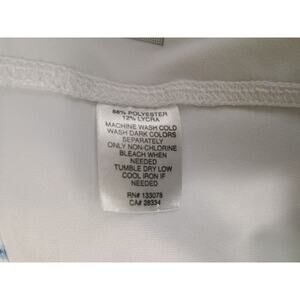 88% POLYESTER
12% LYCRA
MACHINE WASH COLD
WASH DARK COLORS
SEPARATELY
ONLY NON-CHLORINE
BLEACH WHEN
NEEDED
TUMBLE DRY LOW
COOL IRON IF
NEEDED
RN# 133078
CA# 28334